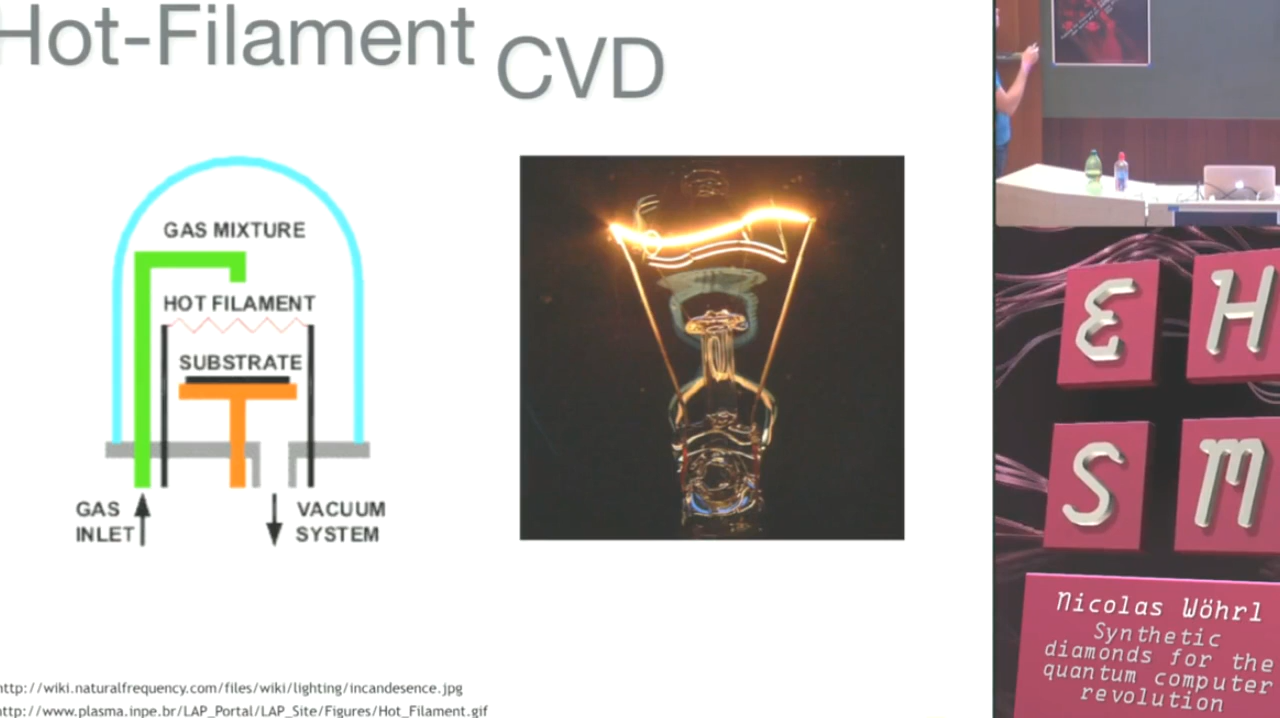 Hot-Filament CVD
GAS MIXTURE
HOT FILAMENT
SUBSTRATE
GAS
INLET
VACUUM
SYSTEM
http://wiki.naturalfrequency.com/files/wiki/lighting/incandesence.jpg
http://www.plasma.inpe.br/LAP_Portal/LAP_Site/Figures/Hot_Filament.gif
Ɛ H
S M
Nicolas Wöhrl
Synthetic
diamonds for the
quantum computer
revolution